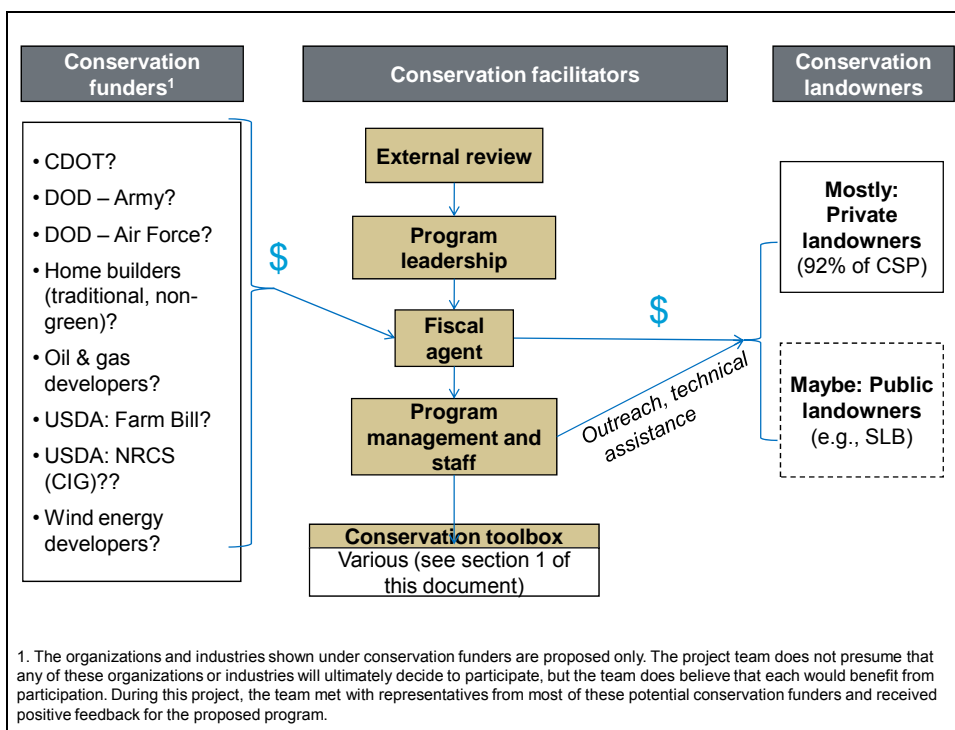 Conservation
funders1
Conservation facilitators
Conservation
landowners
• CDOT?
• DOD – Army?
• DOD – Air Force?
• Home builders
(traditional, non-
green)?
• Oil & gas
developers?
• USDA: Farm Bill?
• USDA: NRCS
(CIG)??
• Wind energy
developers?
$
External review
Program
leadership
Fiscal
agent
Program
management and
staff
Conservation toolbox
Various (see section 1 of
this document)
$
Outreach, technical
assistance
Mostly:
Private
landowners
(92% of CSP)
Maybe: Public
landowners
(e.g., SLB)
1. The organizations and industries shown under conservation funders are proposed only. The project team does not presume that
any of these organizations or industries will ultimately decide to participate, but the team does believe that each would benefit from
participation. During this project, the team met with representatives from most of these potential conservation funders and received
positive feedback for the proposed program.